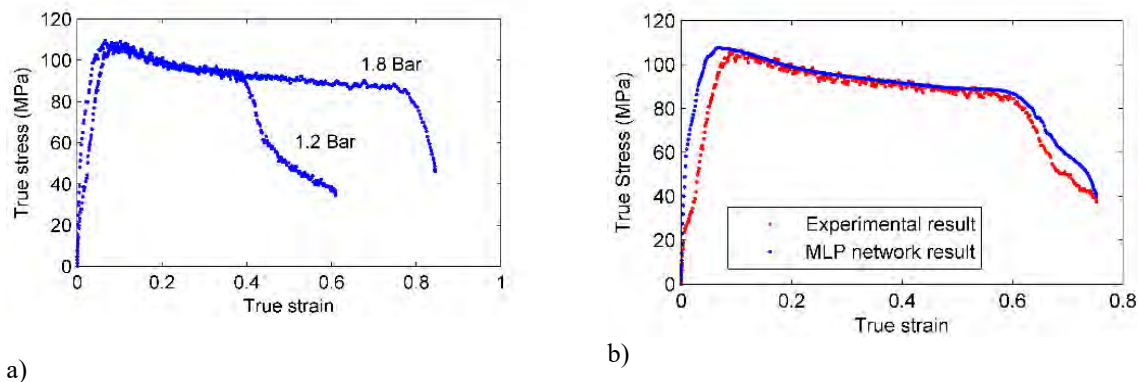 120
100
80
60
40
20
0
True stress (MPa)
1.8 Bar
1.2 Bar
0 0.2 0.4 0.6 0.8 1
True strain
a)
120
100
80
60
40
20
0
True Stress (MPa)
Experimental result
MLP network result
0 0.2 0.4 0.6 0.8
True strain
b)